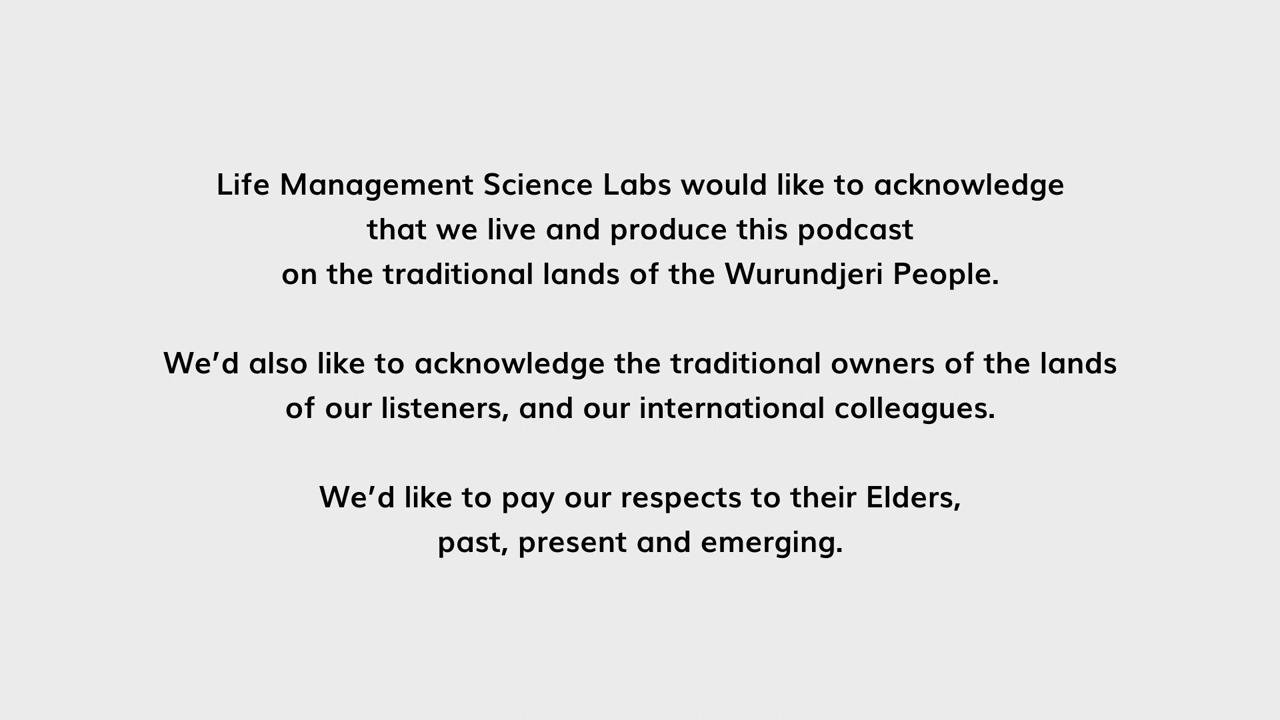 Life Management Science Labs would like to acknowledge
that we live and produce this podcast
on the traditional lands of the Wurundjeri People.
We’d also like to acknowledge the traditional owners of the lands
of our listeners, and our international colleagues.
We’d like to pay our respects to their Elders,
past, present and emerging.